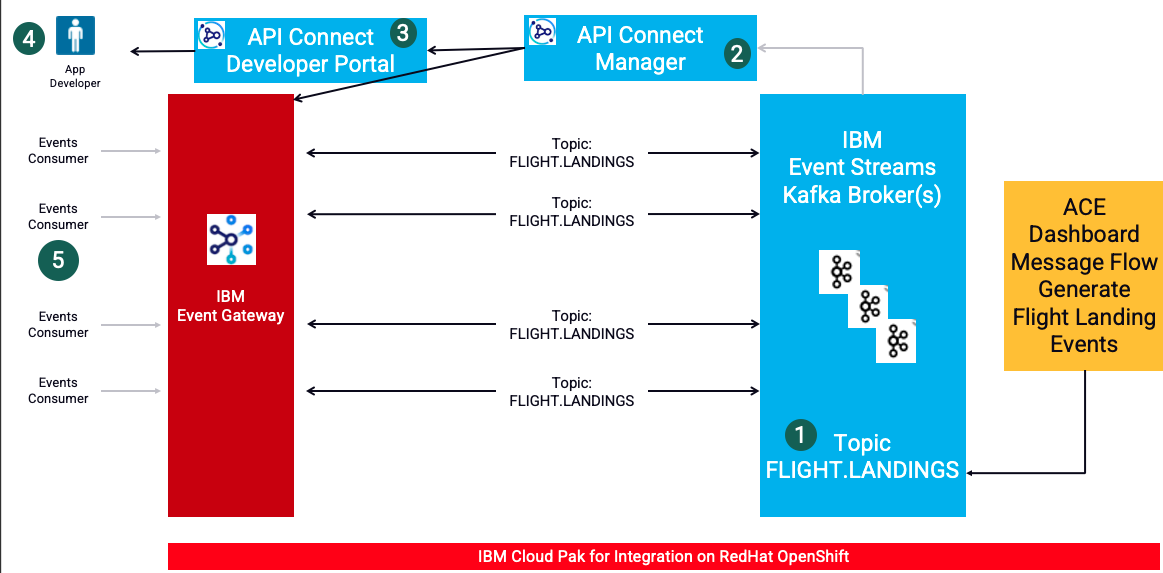 4
App
Developer
API Connect
Developer Portal
3
API Connect
Manager
2
Events
Consumer
Events
Consumer
5
Events
Consumer
Events
Consumer
IBM
Event Gateway
Topic:
FLIGHT.LANDINGS
Topic:
FLIGHT.LANDINGS
Topic:
FLIGHT.LANDINGS
Topic:
FLIGHT.LANDINGS
IBM
Event Streams
Kafka Broker(s)
1
Topic
FLIGHT.LANDINGS
ACE
Dashboard
Message Flow
Generate
Flight Landing
Events
IBM Cloud Pak for Integration on RedHat OpenShift